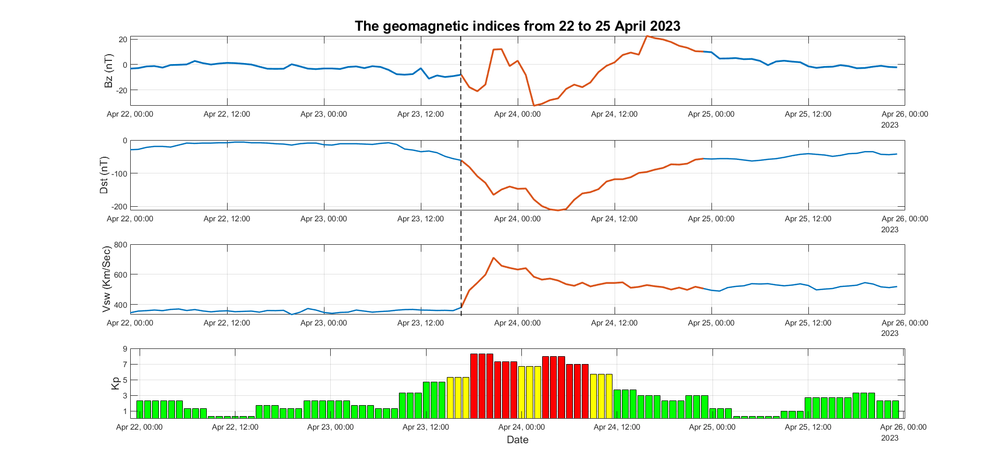 The geomagnetic indices from 22 to 25 April 2023
Bz (nT)
20
0
-20
Apr 22, 00:00 Apr 22, 12:00 Apr 23, 00:00 Apr 23, 12:00 Apr 24, 00:00 Apr 24, 12:00 Apr 25, 00:00 Apr 25, 12:00 Apr 26, 00:00
2023
Dst (nT)
0
-100
-200
Apr 22, 00:00 Apr 22, 12:00 Apr 23, 00:00 Apr 23, 12:00 Apr 24, 00:00 Apr 24, 12:00 Apr 25, 00:00 Apr 25, 12:00 Apr 26, 00:00
2023
Vsw (Km/Sec)
800
600
400
Apr 22, 00:00 Apr 22, 12:00 Apr 23, 00:00 Apr 23, 12:00 Apr 24, 00:00 Apr 24, 12:00 Apr 25, 00:00 Apr 25, 12:00 Apr 26, 00:00
2023
Kp
9
7
5
3
1
Apr 22, 00:00 Apr 22, 12:00 Apr 23, 00:00 Apr 23, 12:00 Apr 24, 00:00 Apr 24, 12:00 Apr 25, 00:00 Apr 25, 12:00 Apr 26, 00:00
2023
Date